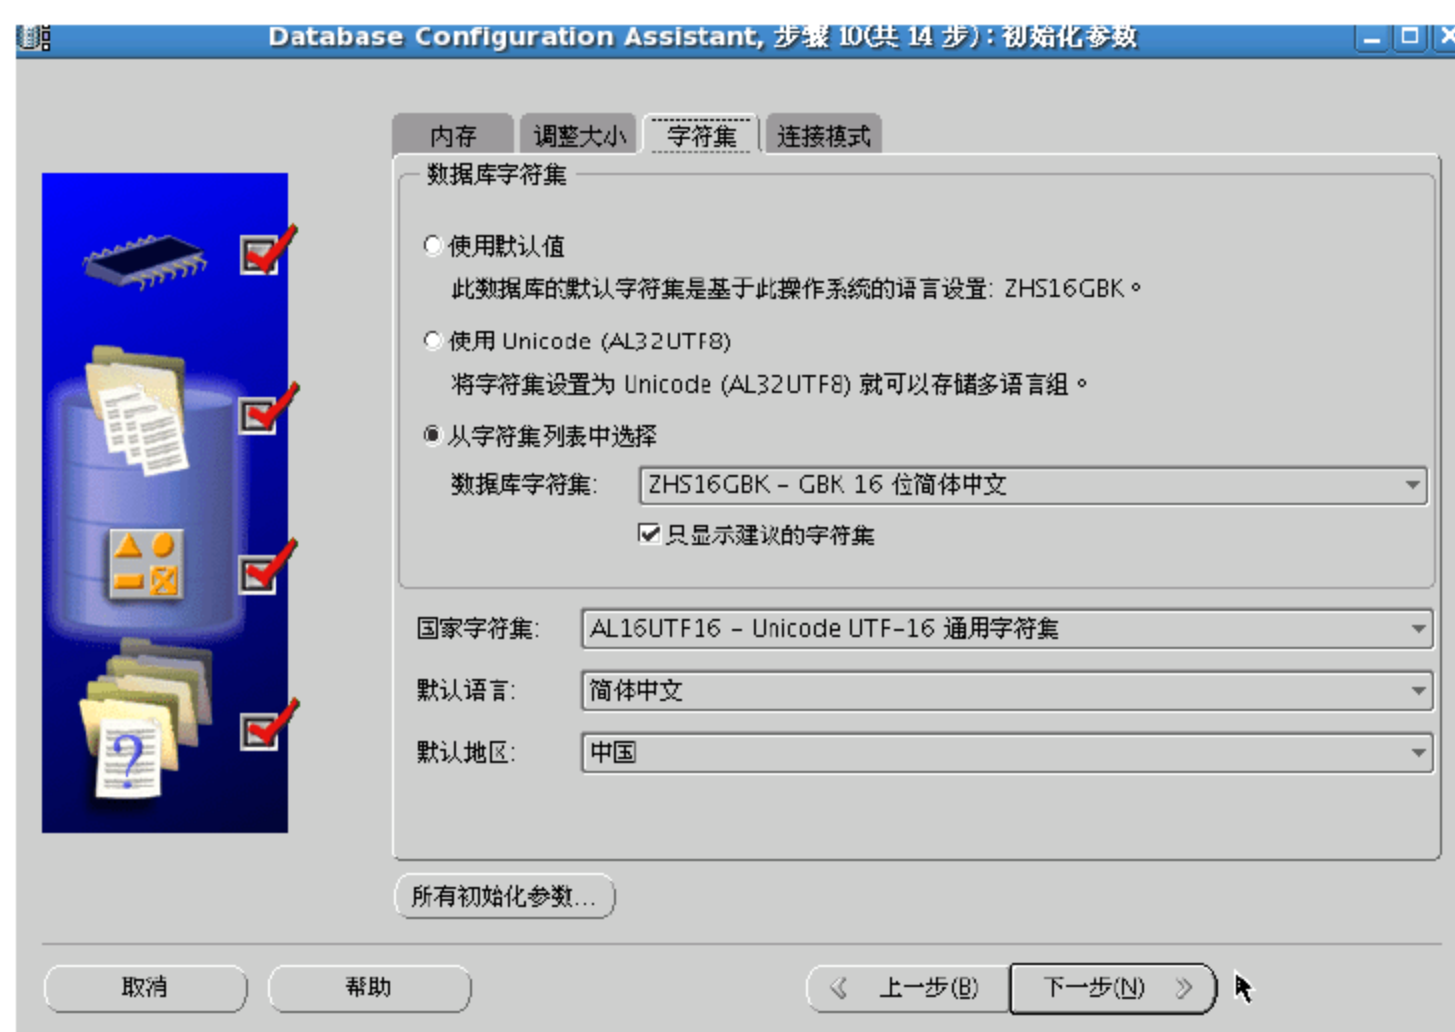 Database Configuration Assistant, 步骤 10(共 14 步) : 初始化参数
内存 调整大小 字符集 连接模式
数据库字符集
使用默认值
此数据库的默认字符集是基于此操作系统的语言设置: ZHS16GBK。
使用 Unicode (AL32UTF8)
将字符集设置为 Unicode (AL32UTF8) 就可以存储多语言组。
从字符集列表中选择
数据库字符集: ZHS16GBK - GBK 16 位简体中文
只显示建议的字符集
国家字符集: AL16UTF16 - Unicode UTF-16 通用字符集
默认语言: 简体中文
默认地区: 中国
所有初始化参数...
取消 帮助 上一步(B) 下一步(N)